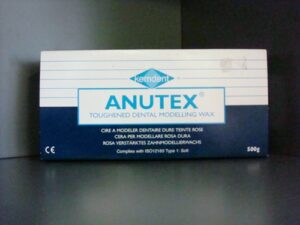 kemdent
ANUTEX®
TOUGHENED DENTAL MODELLING WAX
CIRE A MODELER DENTAIRE DURE TEINTE ROSE
CERA PER MODELLARE ROSA DURA
ROSA VERSTÄRKTES ZAHNMODELLIERWACHS
Complies with ISO12163 Type 1 Soft
CE
500g